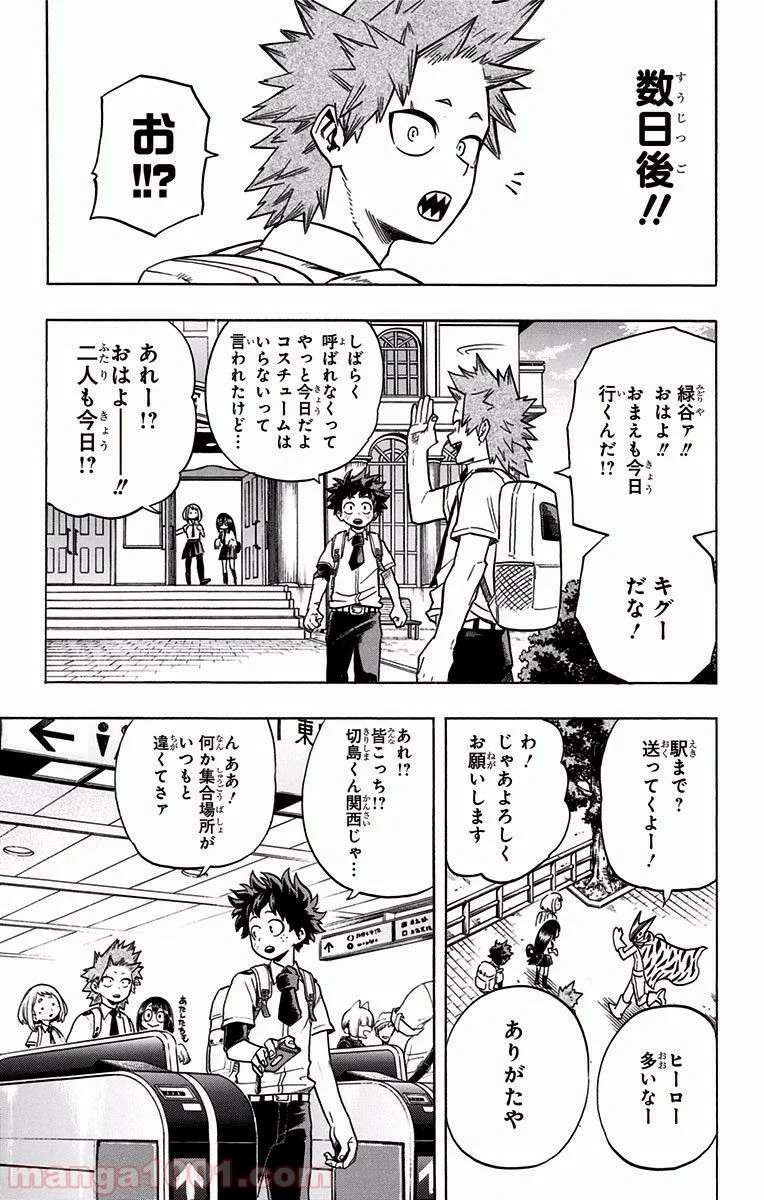 数日後!!
お!!?
緑谷ァ!!
おはよ!!
おまえも今日
行くんだ!?
キグー
だな!
しばらく
呼ばれなくって
やっと今日だよ
コスチュームは
いらないって
言われたけど…
あれー!?
おはよ――!!
二人も今日!?
駅まで?
送ってくよー!
わ!
じゃあよろしく
お願いします
ヒーロー
多いなー
ありがたや
あれ!?
皆こっち!?
切島くん関西じゃ…
ん ああ!
何か集合場所が
いつもと
違くてさァ
あたしたちも
東
manga1001.com